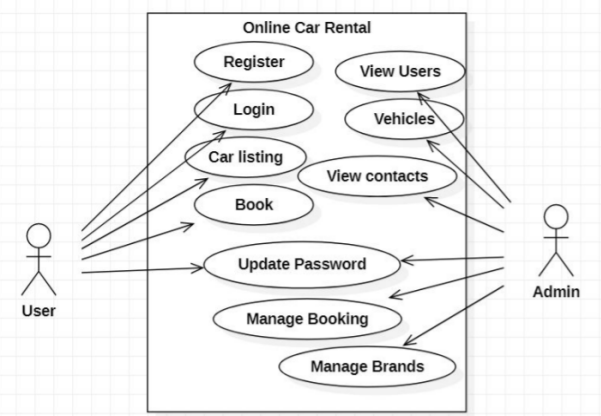 Online Car Rental
Register
View Users
Login
Vehicles
Car listing
View contacts
Book
Update Password
User
Admin
Manage Booking
Manage Brands